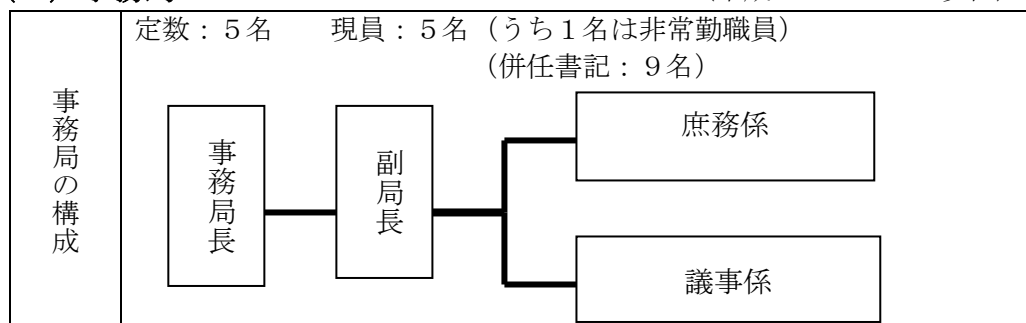 定数：５名　現員：５名（うち１名は非常勤職員）
（併任書記：９名）
事務局の構成
事務局長
副局長
庶務係
議事係